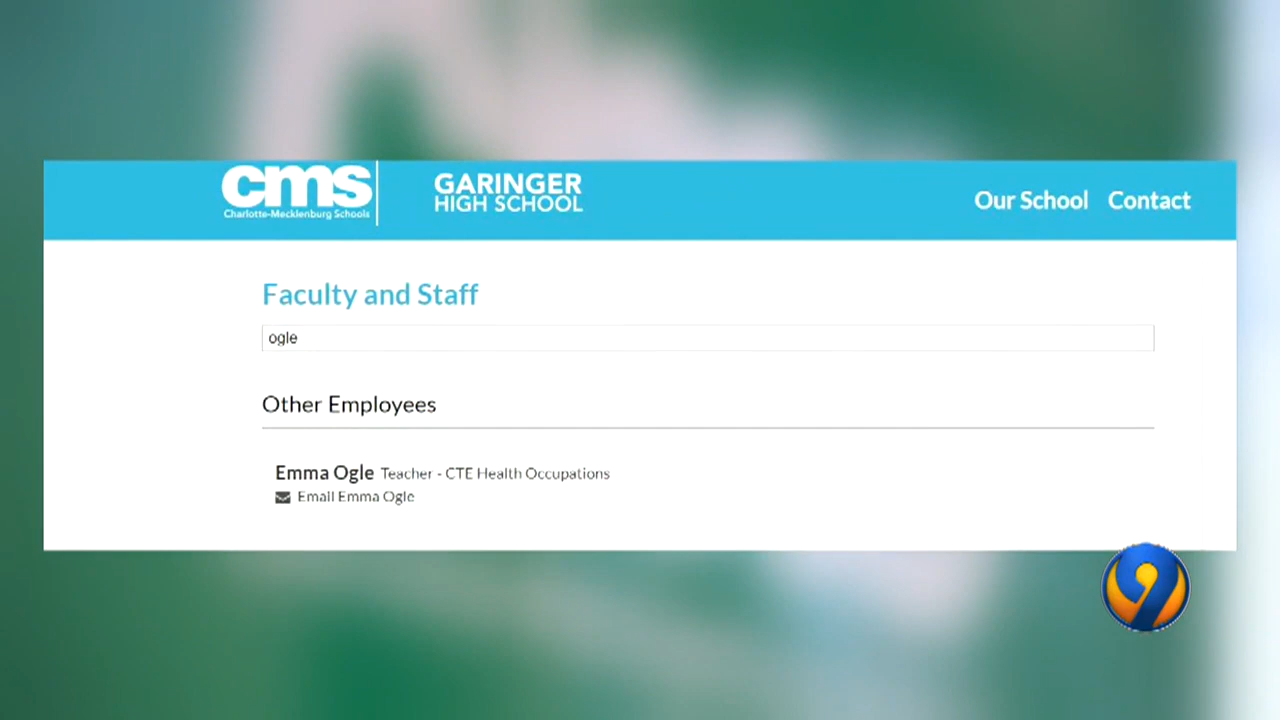 cms
Charlotte-Mecklenburg Schools
GARINGER
HIGH SCHOOL
Our School Contact
Faculty and Staff
ogle
Other Employees
Emma Ogle Teacher - CTE Health Occupations
Email Emma Ogle
9